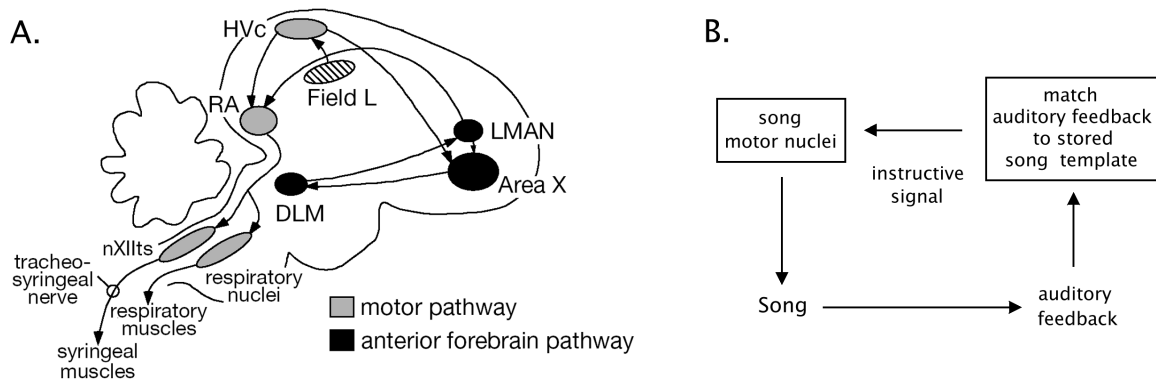 A.
HVc
Field L
RA
LMAN
Area X
DLM
nXIIts
tracheo-
syringeal
nerve
respiratory
nuclei
respiratory
muscles
syringeal
muscles
motor pathway
anterior forebrain pathway
B.
song
motor nuclei
match
auditory feedback
to stored
song template
instructive
signal
Song
auditory
feedback